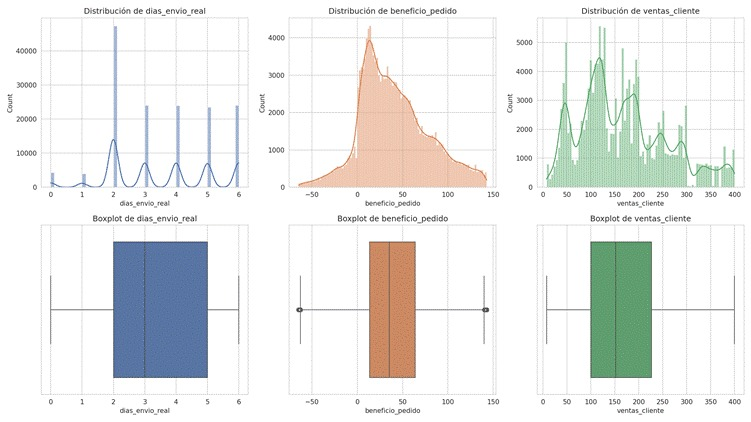 Distribución de dias_envio_real
Count
40000
30000
20000
10000
0
0 1 2 3 4 5 6
dias_envio_real
Distribución de beneficio_pedido
Count
4000
3000
2000
1000
0
−50 0 50 100 150
beneficio_pedido
Distribución de ventas_cliente
Count
5000
4000
3000
2000
1000
0
0 50 100 150 200 250 300 350 400
ventas_cliente
Boxplot de dias_envio_real
0 1 2 3 4 5 6
dias_envio_real
Boxplot de beneficio_pedido
−50 0 50 100 150
beneficio_pedido
Boxplot de ventas_cliente
0 50 100 150 200 250 300 350 400
ventas_cliente